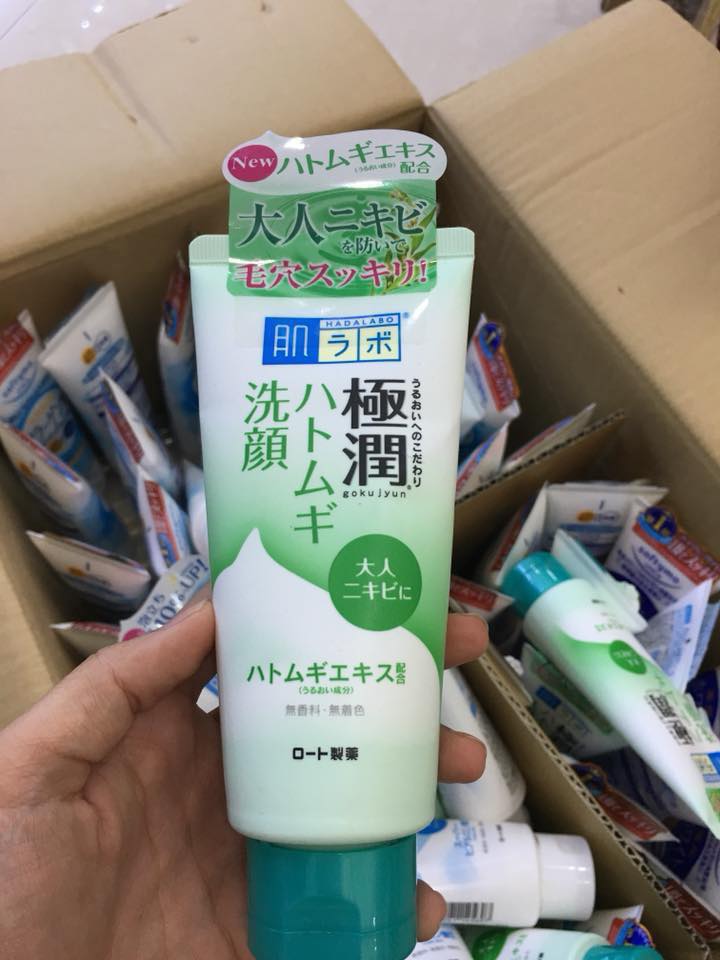 New ハトムギエキス
(うるおい成分) 配合
大人ニキビ
を防いで
毛穴スッキリ!
HADALABO®
肌ラボ
うるおいへのこだわり
極潤®
gokujyun
ハトムギ
洗顔
大人
ニキビに
ハトムギエキス配合
(うるおい成分)
無香料・無着色
ロート製薬
softymo